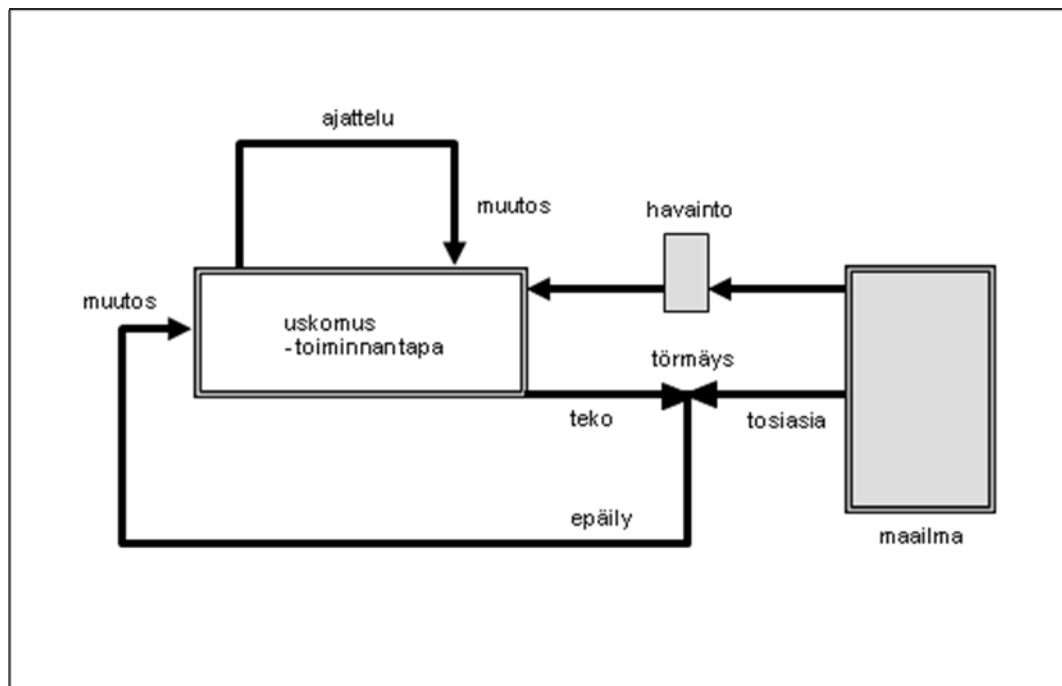 ajattelu
muutos
havainto
muutos
uskomus
-toiminnantapa
törmäys
teko
tosiasia
epäily
maailma